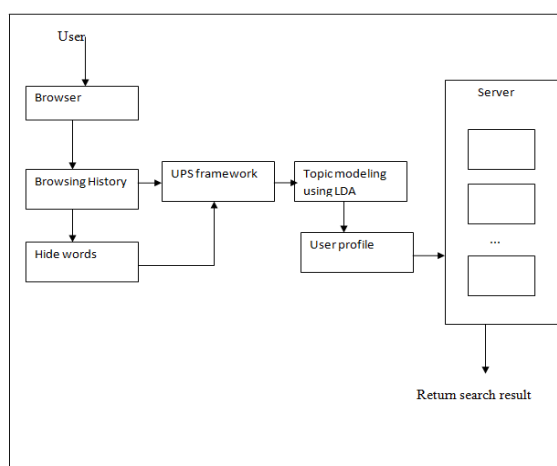 User
Browser
Server
Browsing History
UPS framework
Topic modeling
using LDA
Hide words
User profile
...
Return search result